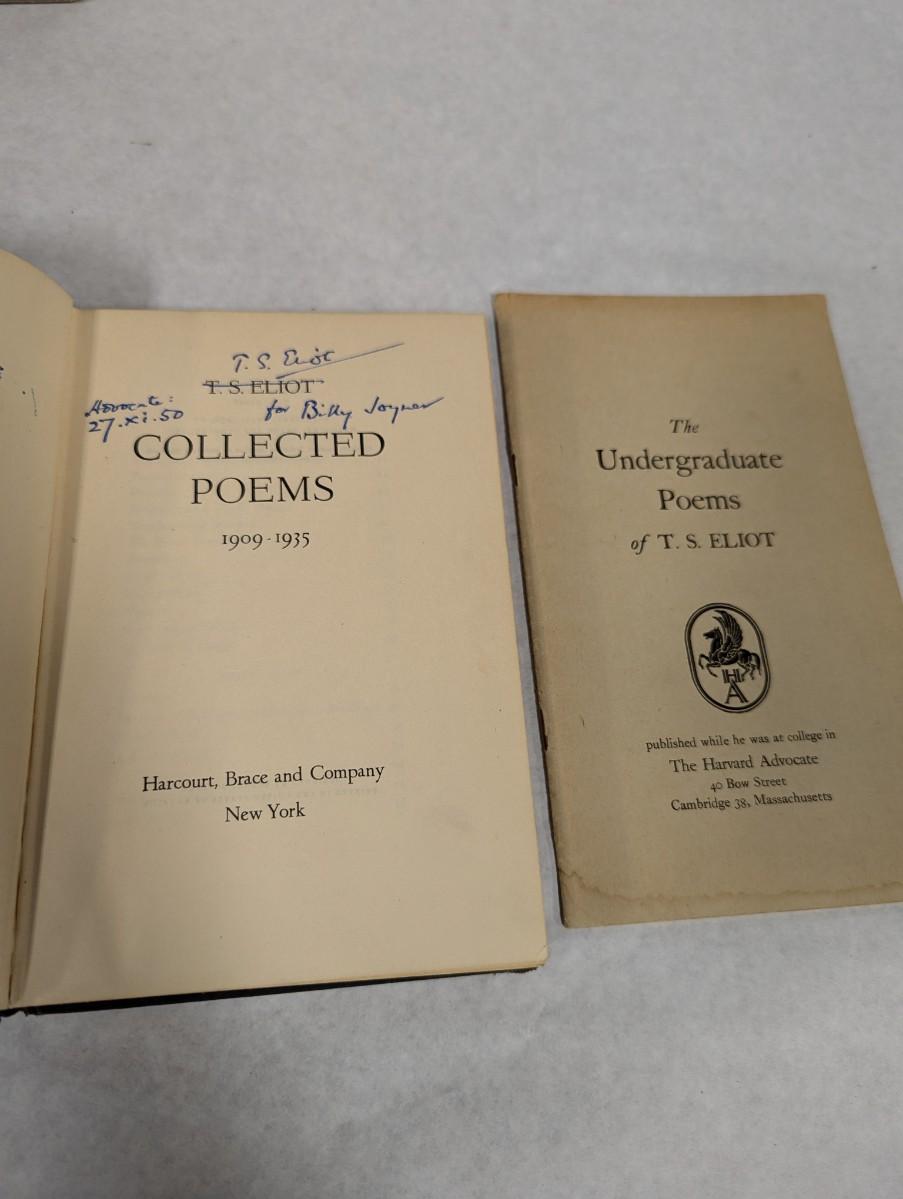 T. S. Eliot
T. S. ELIOT
Advocate:
27.xi.50
for Billy Joyner
COLLECTED
POEMS
1909-1935
Harcourt, Brace and Company
New York
The
Undergraduate
Poems
of T. S. ELIOT
HA
published while he was at college in
The Harvard Advocate
40 Bow Street
Cambridge 38, Massachusetts